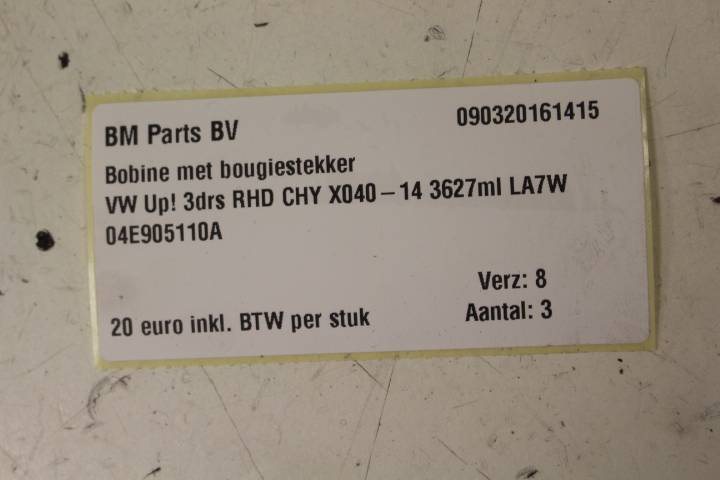 BM Parts BV
090320161415
Bobine met bougiestekker
VW Up! 3drs RHD CHY X040-14 3627ml LA7W
04E905110A
Verz: 8
20 euro inkl. BTW per stuk
Aantal: 3